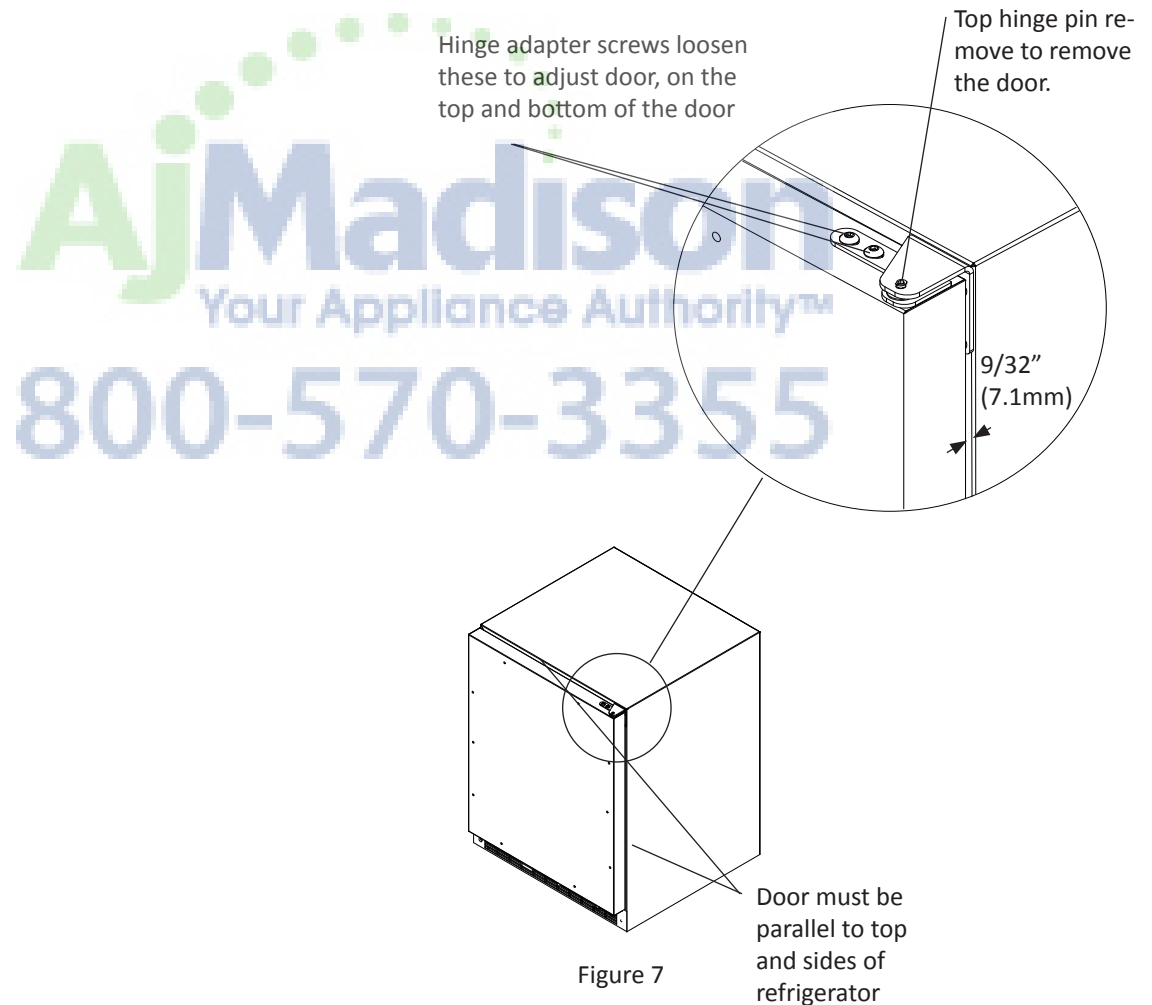 Top hinge pin re-
move to remove
the door.
Hinge adapter screws loosen
these to adjust door, on the
top and bottom of the door
AjMadison
Your Appliance Authority™
800-570-3355
9/32”
(7.1mm)
Door must be
parallel to top
and sides of
refrigerator
Figure 7